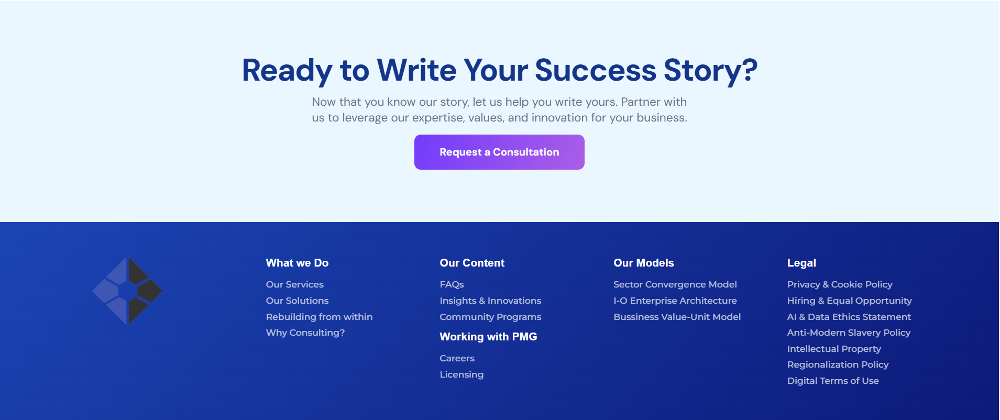 Ready to Write Your Success Story?
Now that you know our story, let us help you write yours. Partner with
us to leverage our expertise, values, and innovation for your business.
Request a Consultation
What we Do
Our Services
Our Solutions
Rebuilding from within
Why Consulting?
Our Content
FAQs
Insights & Innovations
Community Programs
Working with PMG
Careers
Licensing
Our Models
Sector Convergence Model
I-O Enterprise Architecture
Bussiness Value-Unit Model
Legal
Privacy & Cookie Policy
Hiring & Equal Opportunity
AI & Data Ethics Statement
Anti-Modern Slavery Policy
Intellectual Property
Regionalization Policy
Digital Terms of Use